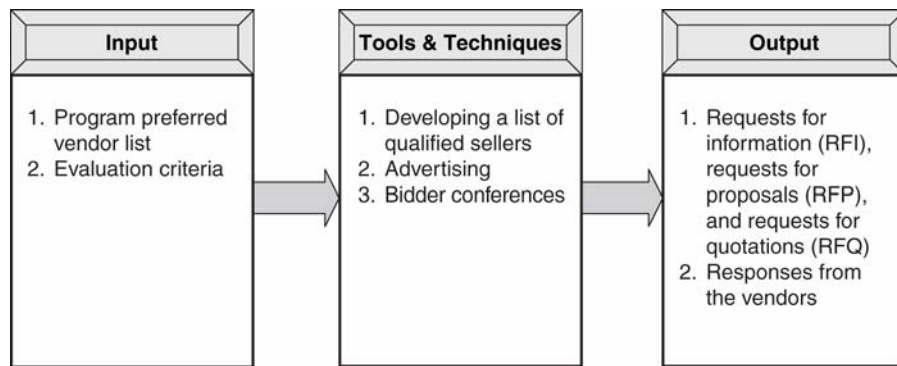 Input
1. Program preferred
vendor list
2. Evaluation criteria
Tools & Techniques
1. Developing a list of
qualified sellers
2. Advertising
3. Bidder conferences
Output
1. Requests for
information (RFI),
requests for
proposals (RFP),
and requests for
quotations (RFQ)
2. Responses from
the vendors